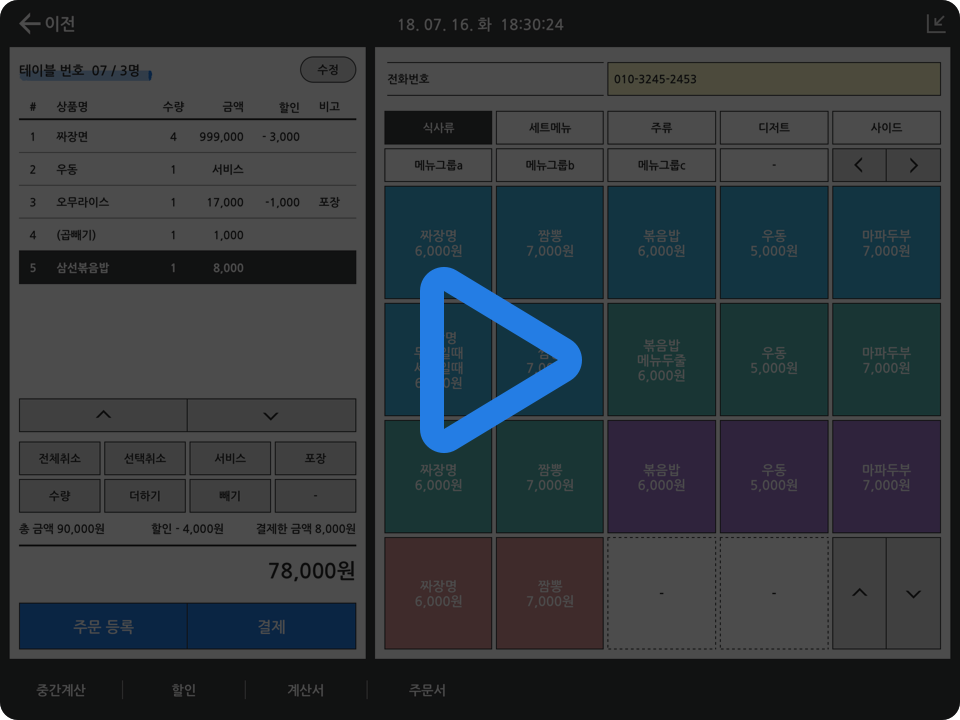 이전
18. 07. 16. 화 18:30:24
테이블 번호 07 / 3명
수정
# 상품명 수량 금액 할인 비고
1 짜장면 4 999,000 - 3,000
2 우동 1 서비스
3 오무라이스 1 17,000 -1,000 포장
4 (곱빼기) 1 1,000
5 삼선볶음밥 1 8,000
전체취소 선택취소 서비스 포장
수량 더하기 빼기 -
총 금액 90,000원 할인 - 4,000원 결제한 금액 8,000원
78,000원
주문 등록 결제
전화번호 010-3245-2453
식사류 세트메뉴 주류 디저트 사이드
메뉴그룹a 메뉴그룹b 메뉴그룹c -
짜장명 짬뽕 볶음밥 우동 마파두부
6,000원 7,000원 6,000원 5,000원 7,000원
볶음밥 우동 마파두부
메뉴두줄 5,000원 7,000원
6,000원
짜장명 짬뽕 볶음밥 우동 마파두부
6,000원 7,000원 6,000원 5,000원 7,000원
짜장명 짬뽕 - -
6,000원 7,000원
중간계산 할인 계산서 주문서